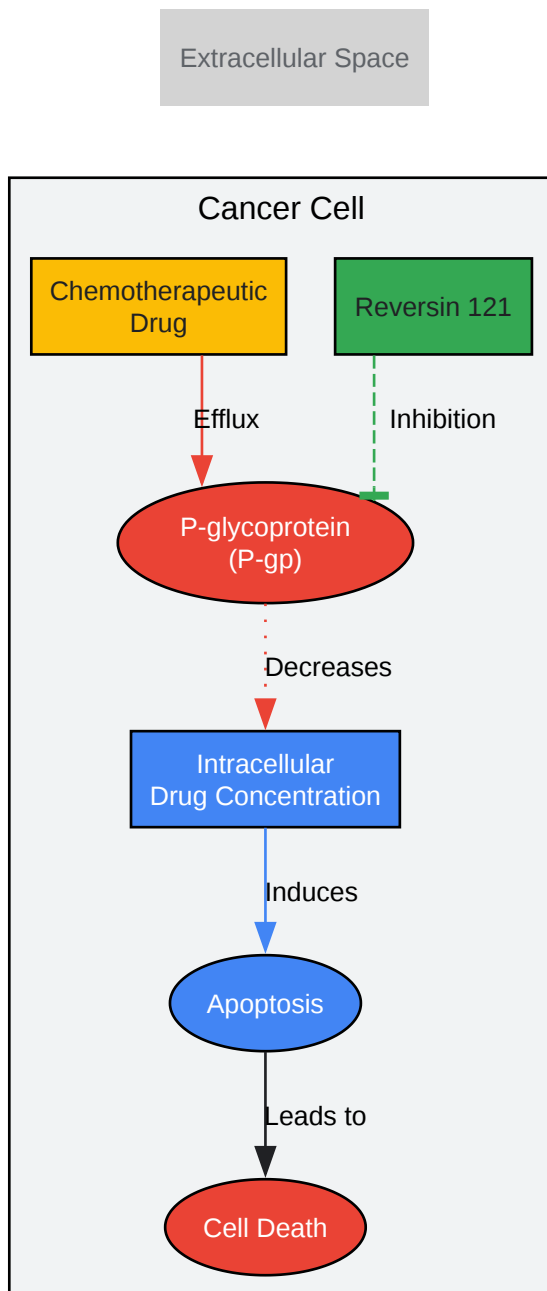 Extracellular Space
Cancer Cell
Chemotherapeutic
Drug
Reversin 121
Efflux
Inhibition
P-glycoprotein
(P-gp)
Decreases
Intracellular
Drug Concentration
Induces
Apoptosis
Leads to
Cell Death